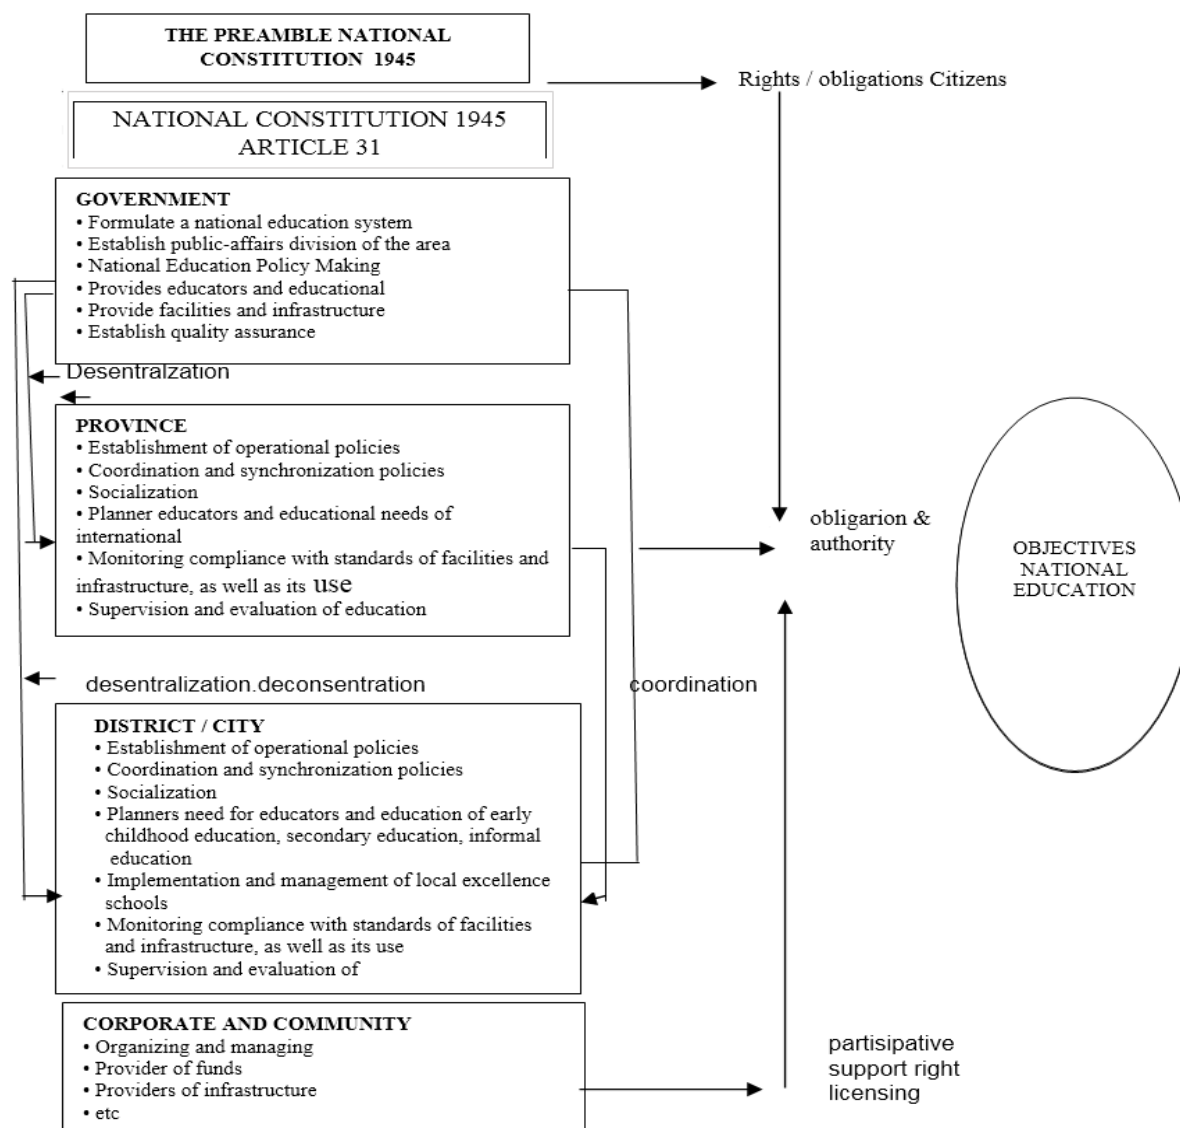 THE PREAMBLE NATIONAL
CONSTITUTION 1945
Rights / obligations Citizens
NATIONAL CONSTITUTION 1945
ARTICLE 31
GOVERNMENT
• Formulate a national education system
• Establish public-affairs division of the area
• National Education Policy Making
• Provides educators and educational
• Provide facilities and infrastructure
• Establish quality assurance
Desentralzation
PROVINCE
• Establishment of operational policies
• Coordination and synchronization policies
• Socialization
• Planner educators and educational needs of
international
• Monitoring compliance with standards of facilities and
infrastructure, as well as its use
• Supervision and evaluation of education
obligarion &
authority
OBJECTIVES
NATIONAL
EDUCATION
desentralization.deconsentration
coordination
DISTRICT / CITY
• Establishment of operational policies
• Coordination and synchronization policies
• Socialization
• Planners need for educators and education of early
childhood education, secondary education, informal
education
• Implementation and management of local excellence
schools
• Monitoring compliance with standards of facilities
and infrastructure, as well as its use
• Supervision and evaluation of
CORPORATE AND COMMUNITY
• Organizing and managing
• Provider of funds
• Providers of infrastructure
• etc
partisipative
support right
licensing